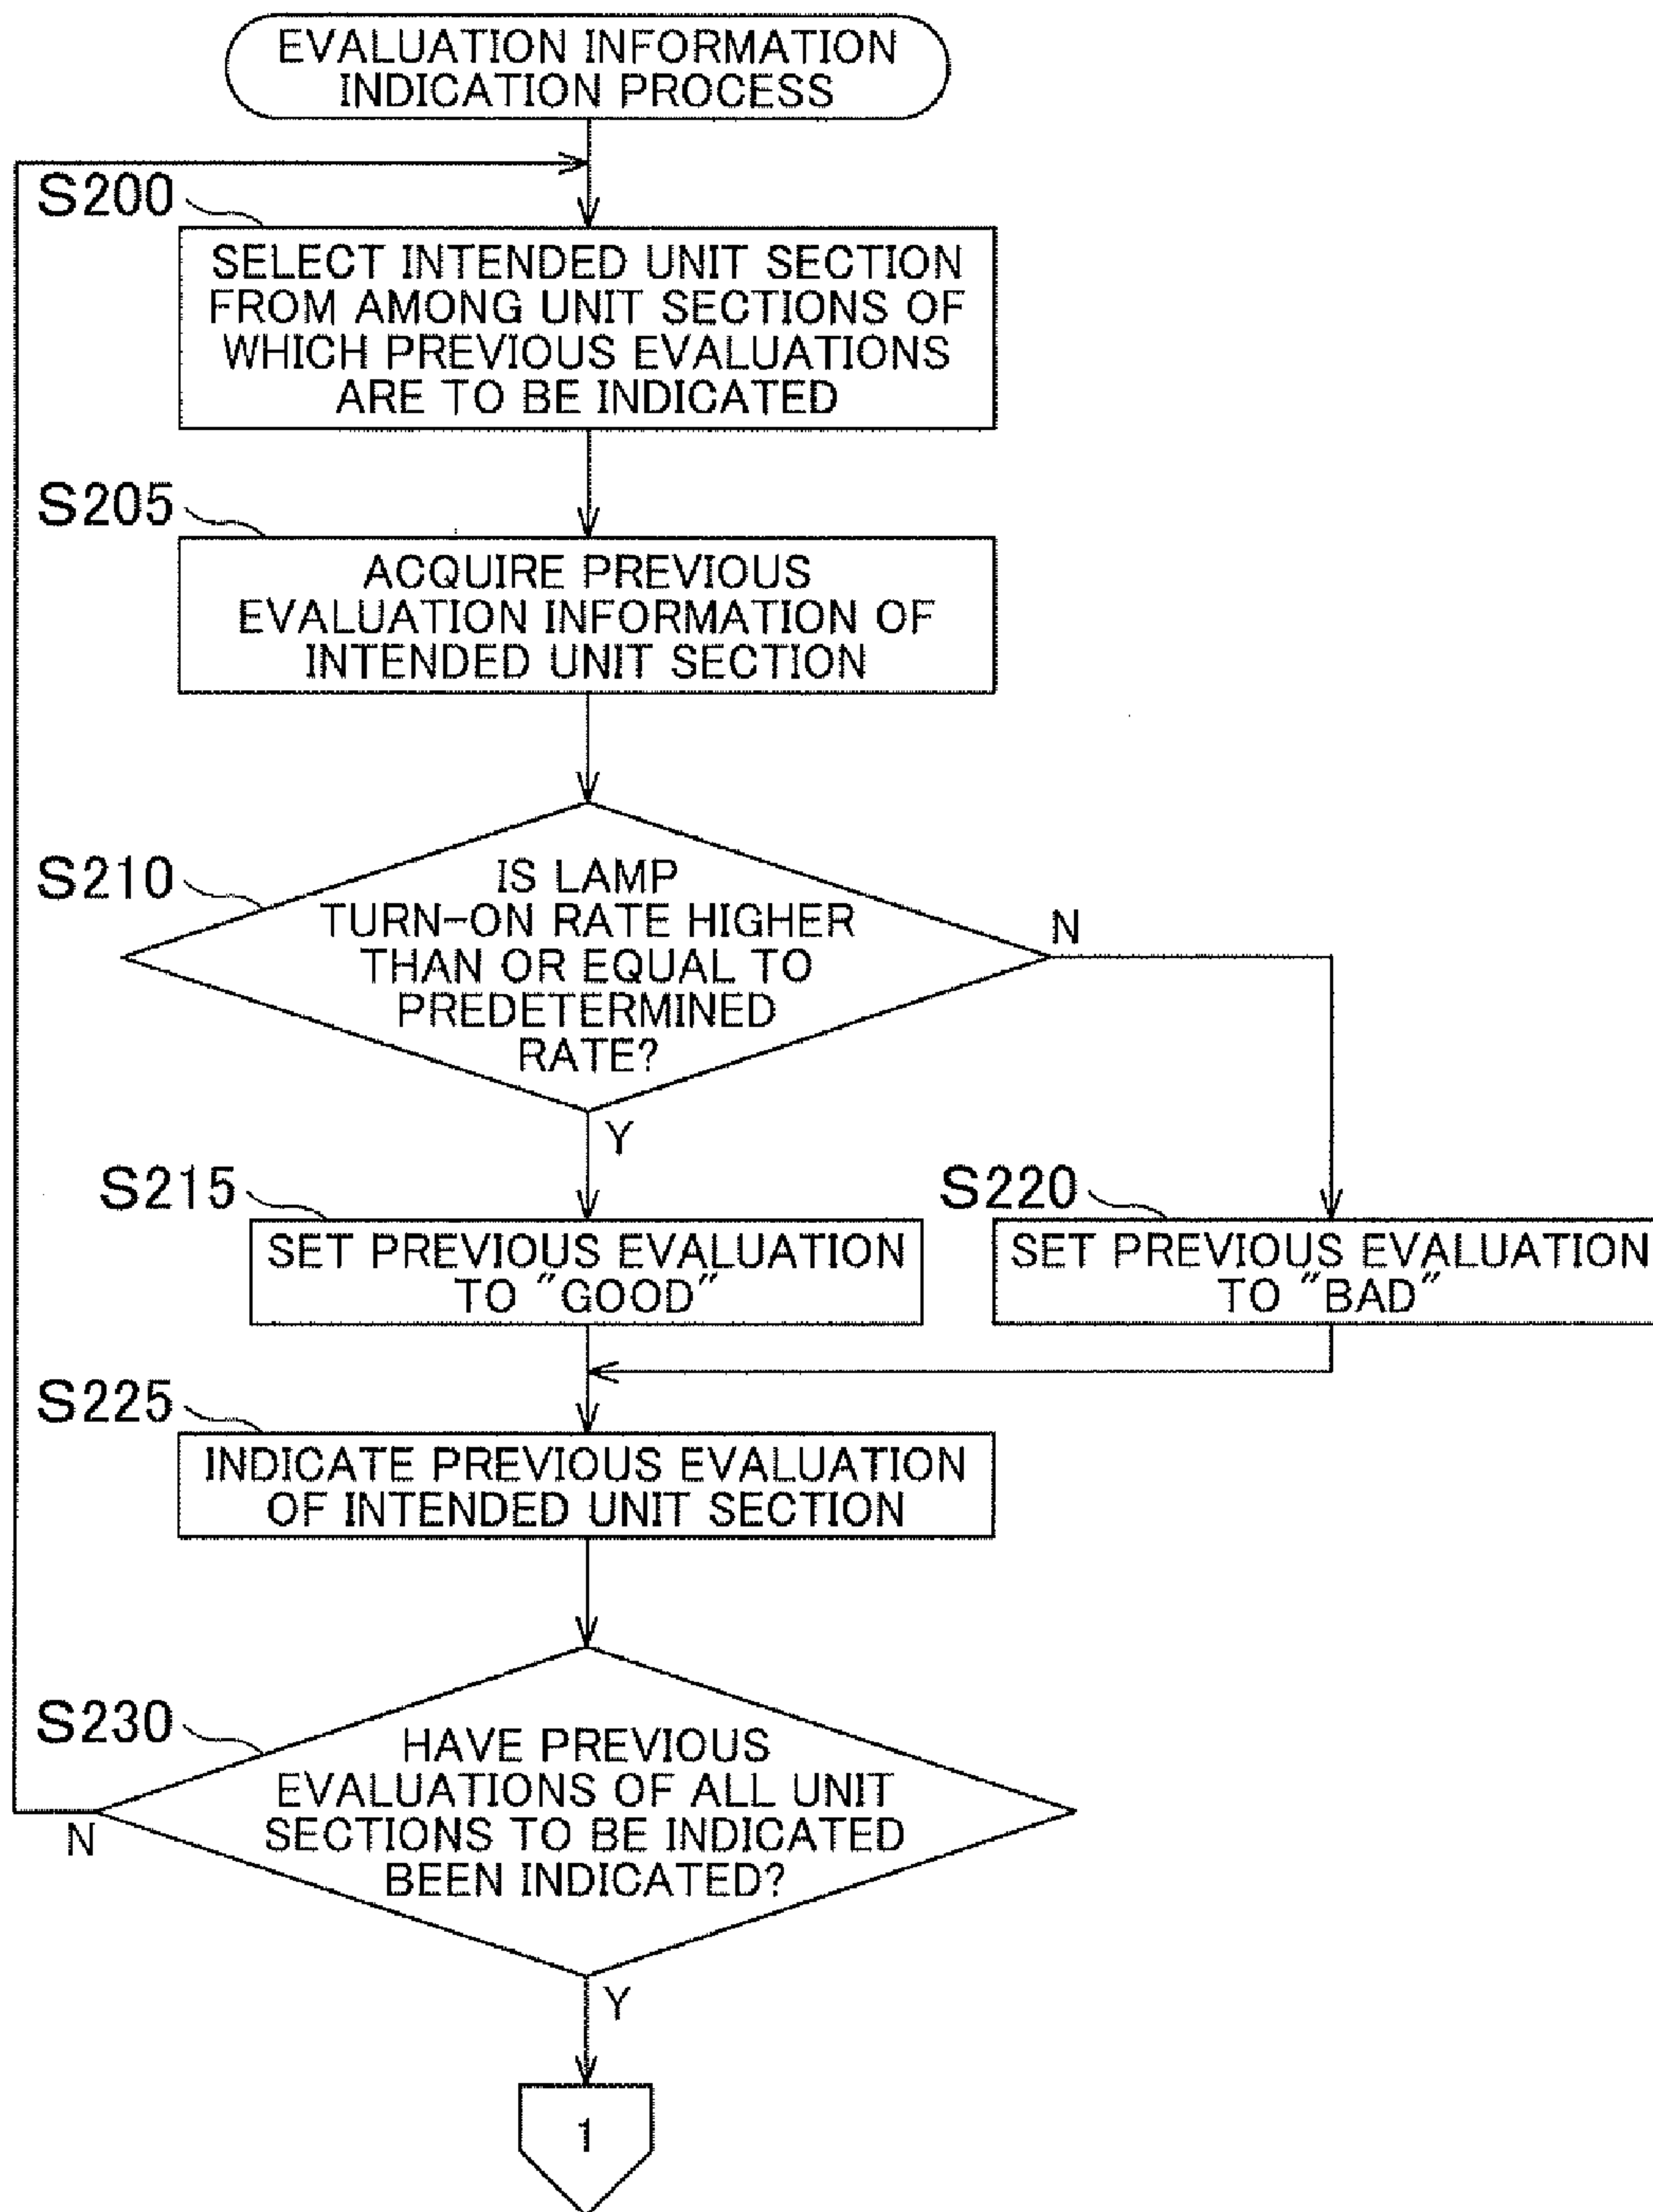 EVALUATION INFORMATION
INDICATION PROCESS
S200
SELECT INTENDED UNIT SECTION
FROM AMONG UNIT SECTIONS OF
WHICH PREVIOUS EVALUATIONS
ARE TO BE INDICATED
S205
ACQUIRE PREVIOUS
EVALUATION INFORMATION OF
INTENDED UNIT SECTION
S210
IS LAMP
TURN-ON RATE HIGHER
THAN OR EQUAL TO
PREDETERMINED
RATE?
N
Y
S215
SET PREVIOUS EVALUATION
TO "GOOD"
S220
SET PREVIOUS EVALUATION
TO "BAD"
S225
INDICATE PREVIOUS EVALUATION
OF INTENDED UNIT SECTION
S230
HAVE PREVIOUS
EVALUATIONS OF ALL UNIT
SECTIONS TO BE INDICATED
BEEN INDICATED?
N
Y
1